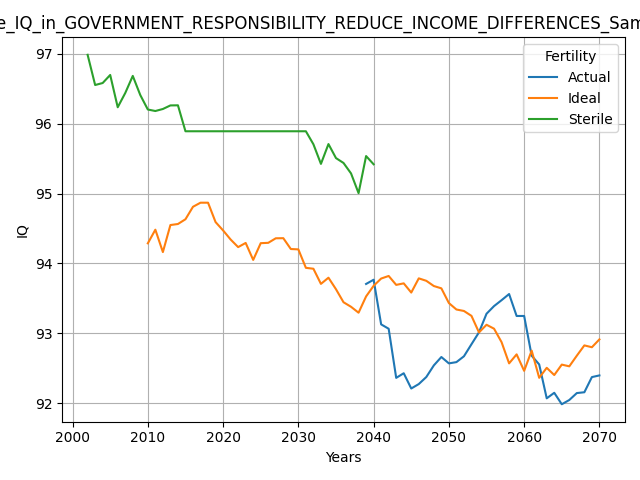 e_IQ_in_GOVERNMENT_RESPONSIBILITY_REDUCE_INCOME_DIFFERENCES_Sam
Fertility
Actual
Ideal
Sterile
IQ
97
96
95
94
93
92
2000
2010
2020
2030
2040
2050
2060
2070
Years